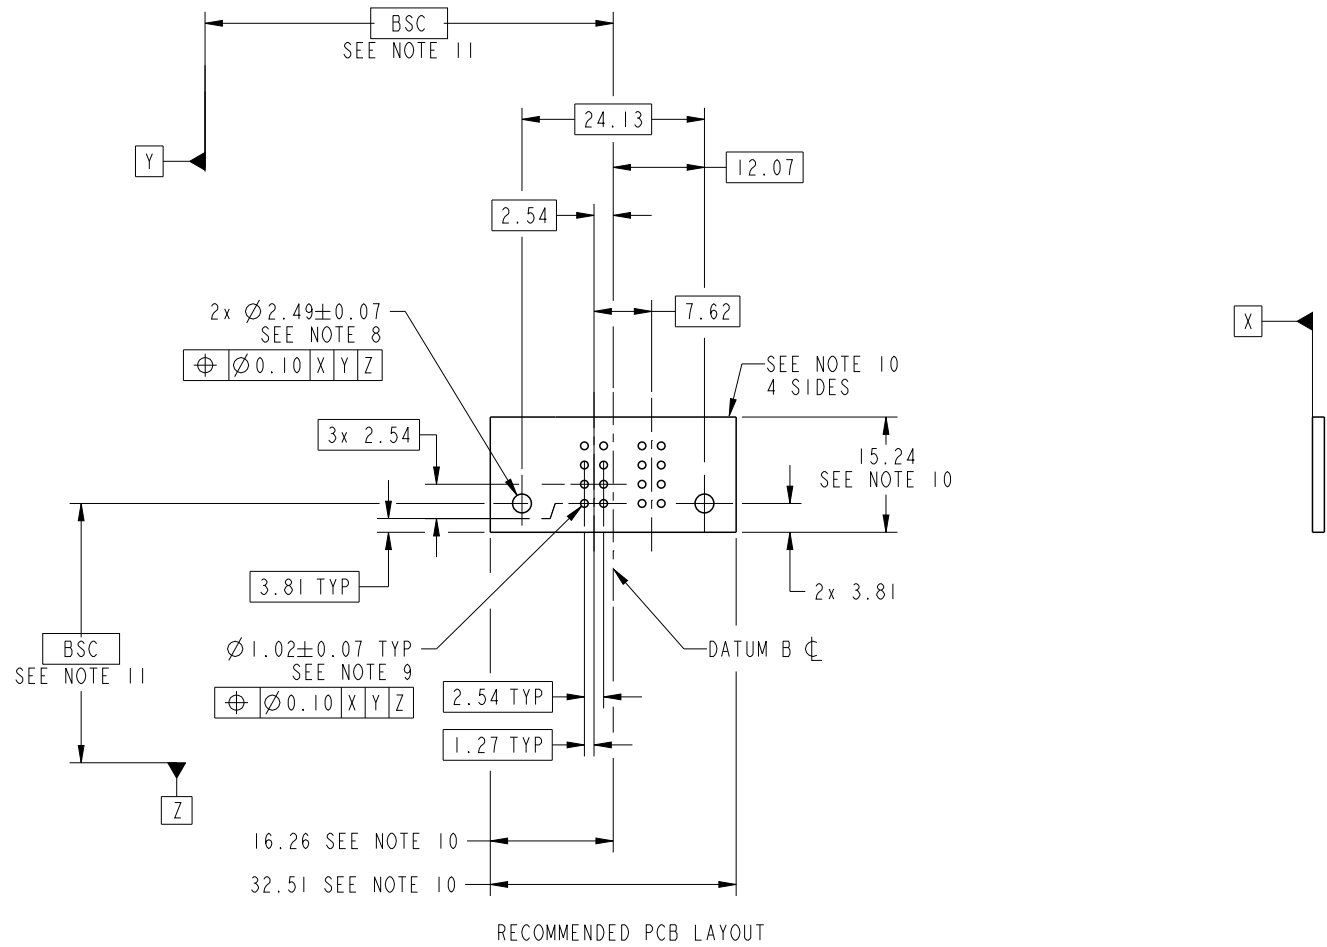 BSC
SEE NOTE 11
24.13
Y
12.07
2.54
2x Ø2.49±0.07
SEE NOTE 8
⌖ Ø0.10 X Y Z
7.62
X
SEE NOTE 10
4 SIDES
3x 2.54
15.24
SEE NOTE 10
3.81 TYP
2x 3.81
BSC
SEE NOTE 11
Ø1.02±0.07 TYP
SEE NOTE 9
⌖ Ø0.10 X Y Z
DATUM B ℄
2.54 TYP
1.27 TYP
Z
16.26 SEE NOTE 10
32.51 SEE NOTE 10
RECOMMENDED PCB LAYOUT